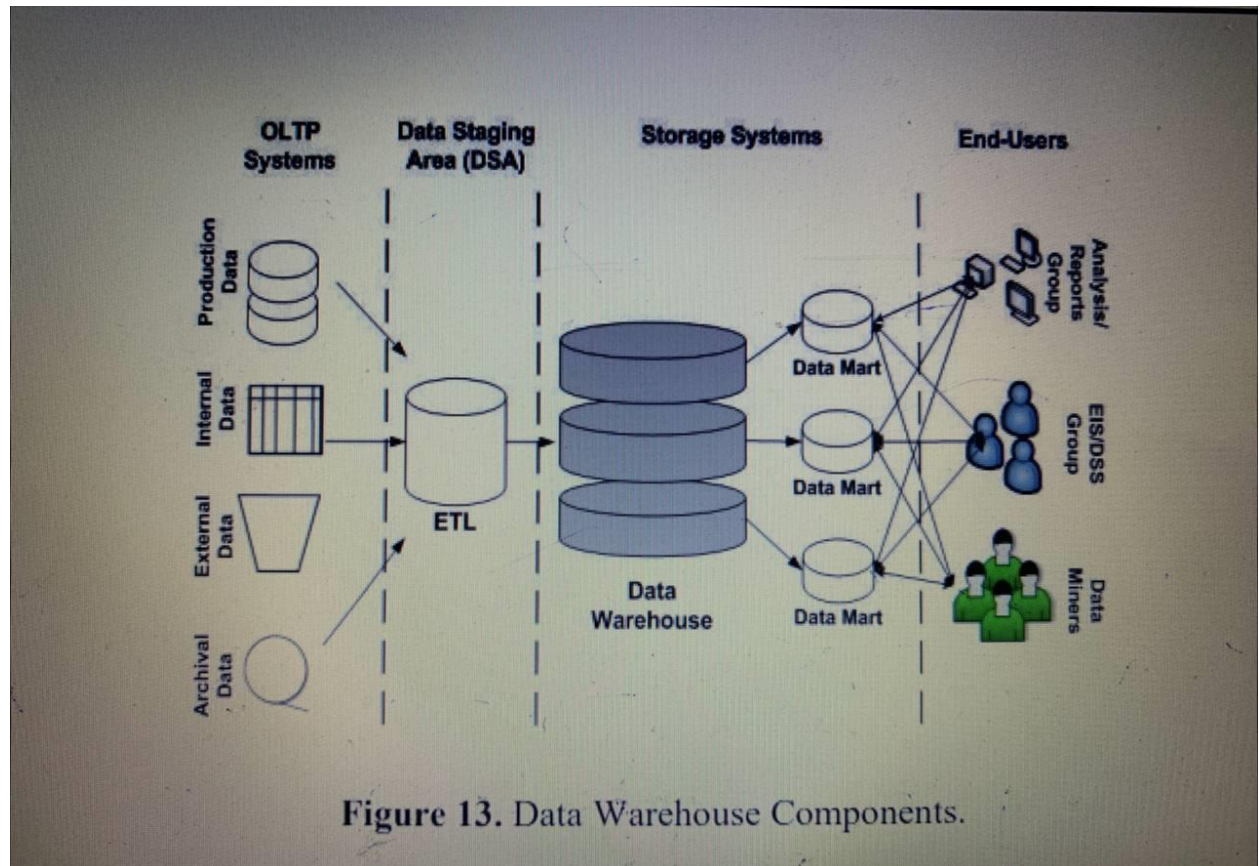 OLTP
Systems
Data Staging
Area (DSA)
Storage Systems
End-Users
Production
Data
Internal
Data
External
Data
Archival
Data
ETL
Data
Warehouse
Data Mart
Data Mart
Data Mart
Analysis/
Reports
Group
EIS/DSS
Group
Data
Miners
Figure 13. Data Warehouse Components.